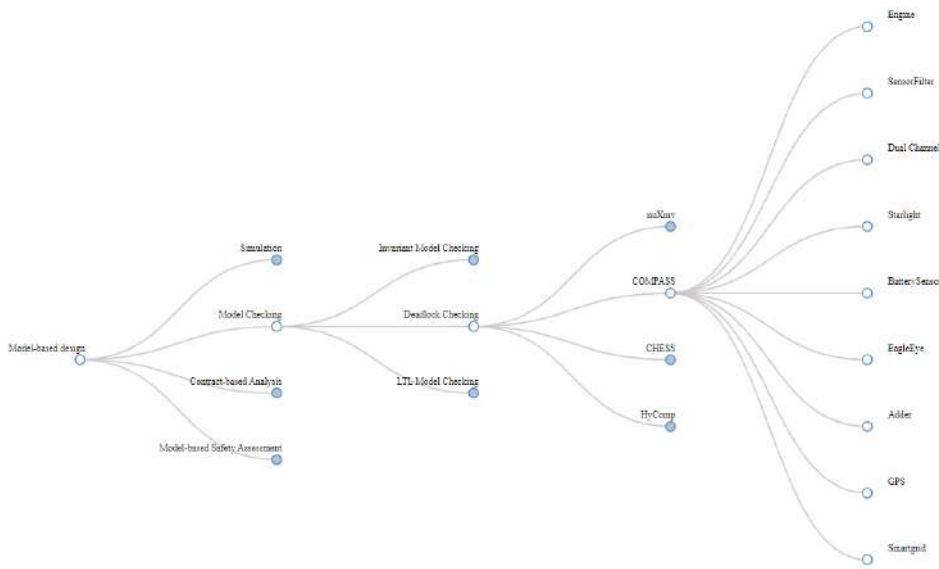 Engine
SensorFilter
Dual Channel
Starlight
nuXmv
Simulation
Invariant Model Checking
COMPASS
BatterySensor
Model Checking
Deadlock Checking
Model-based design
CHESS
EagleEye
Contract-based Analysis
LTL Model Checking
HyComp
Adder
Model-based Safety Assessment
GPS
Smartgrid